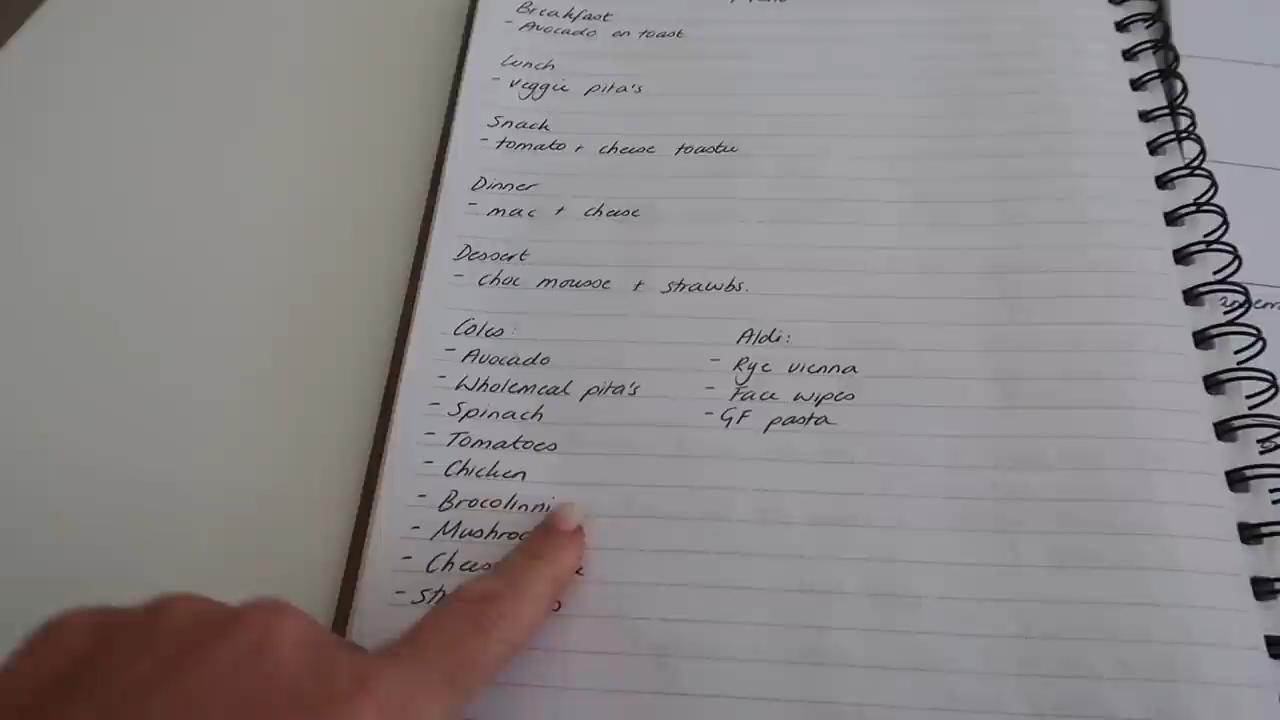 Breakfast
- Avocado on toast
Lunch
- veggie pita's
Snack
- tomato + cheese toastie
Dinner
- mac + cheese
Dessert
- choc mousse + strawbs.
Coles:
- Avocado
- Wholemeal pita's
- Spinach
- Tomatoes
- Chicken
- Brocolinni
Aldi:
- Rye vienna
- Face wipes
- GF pasta